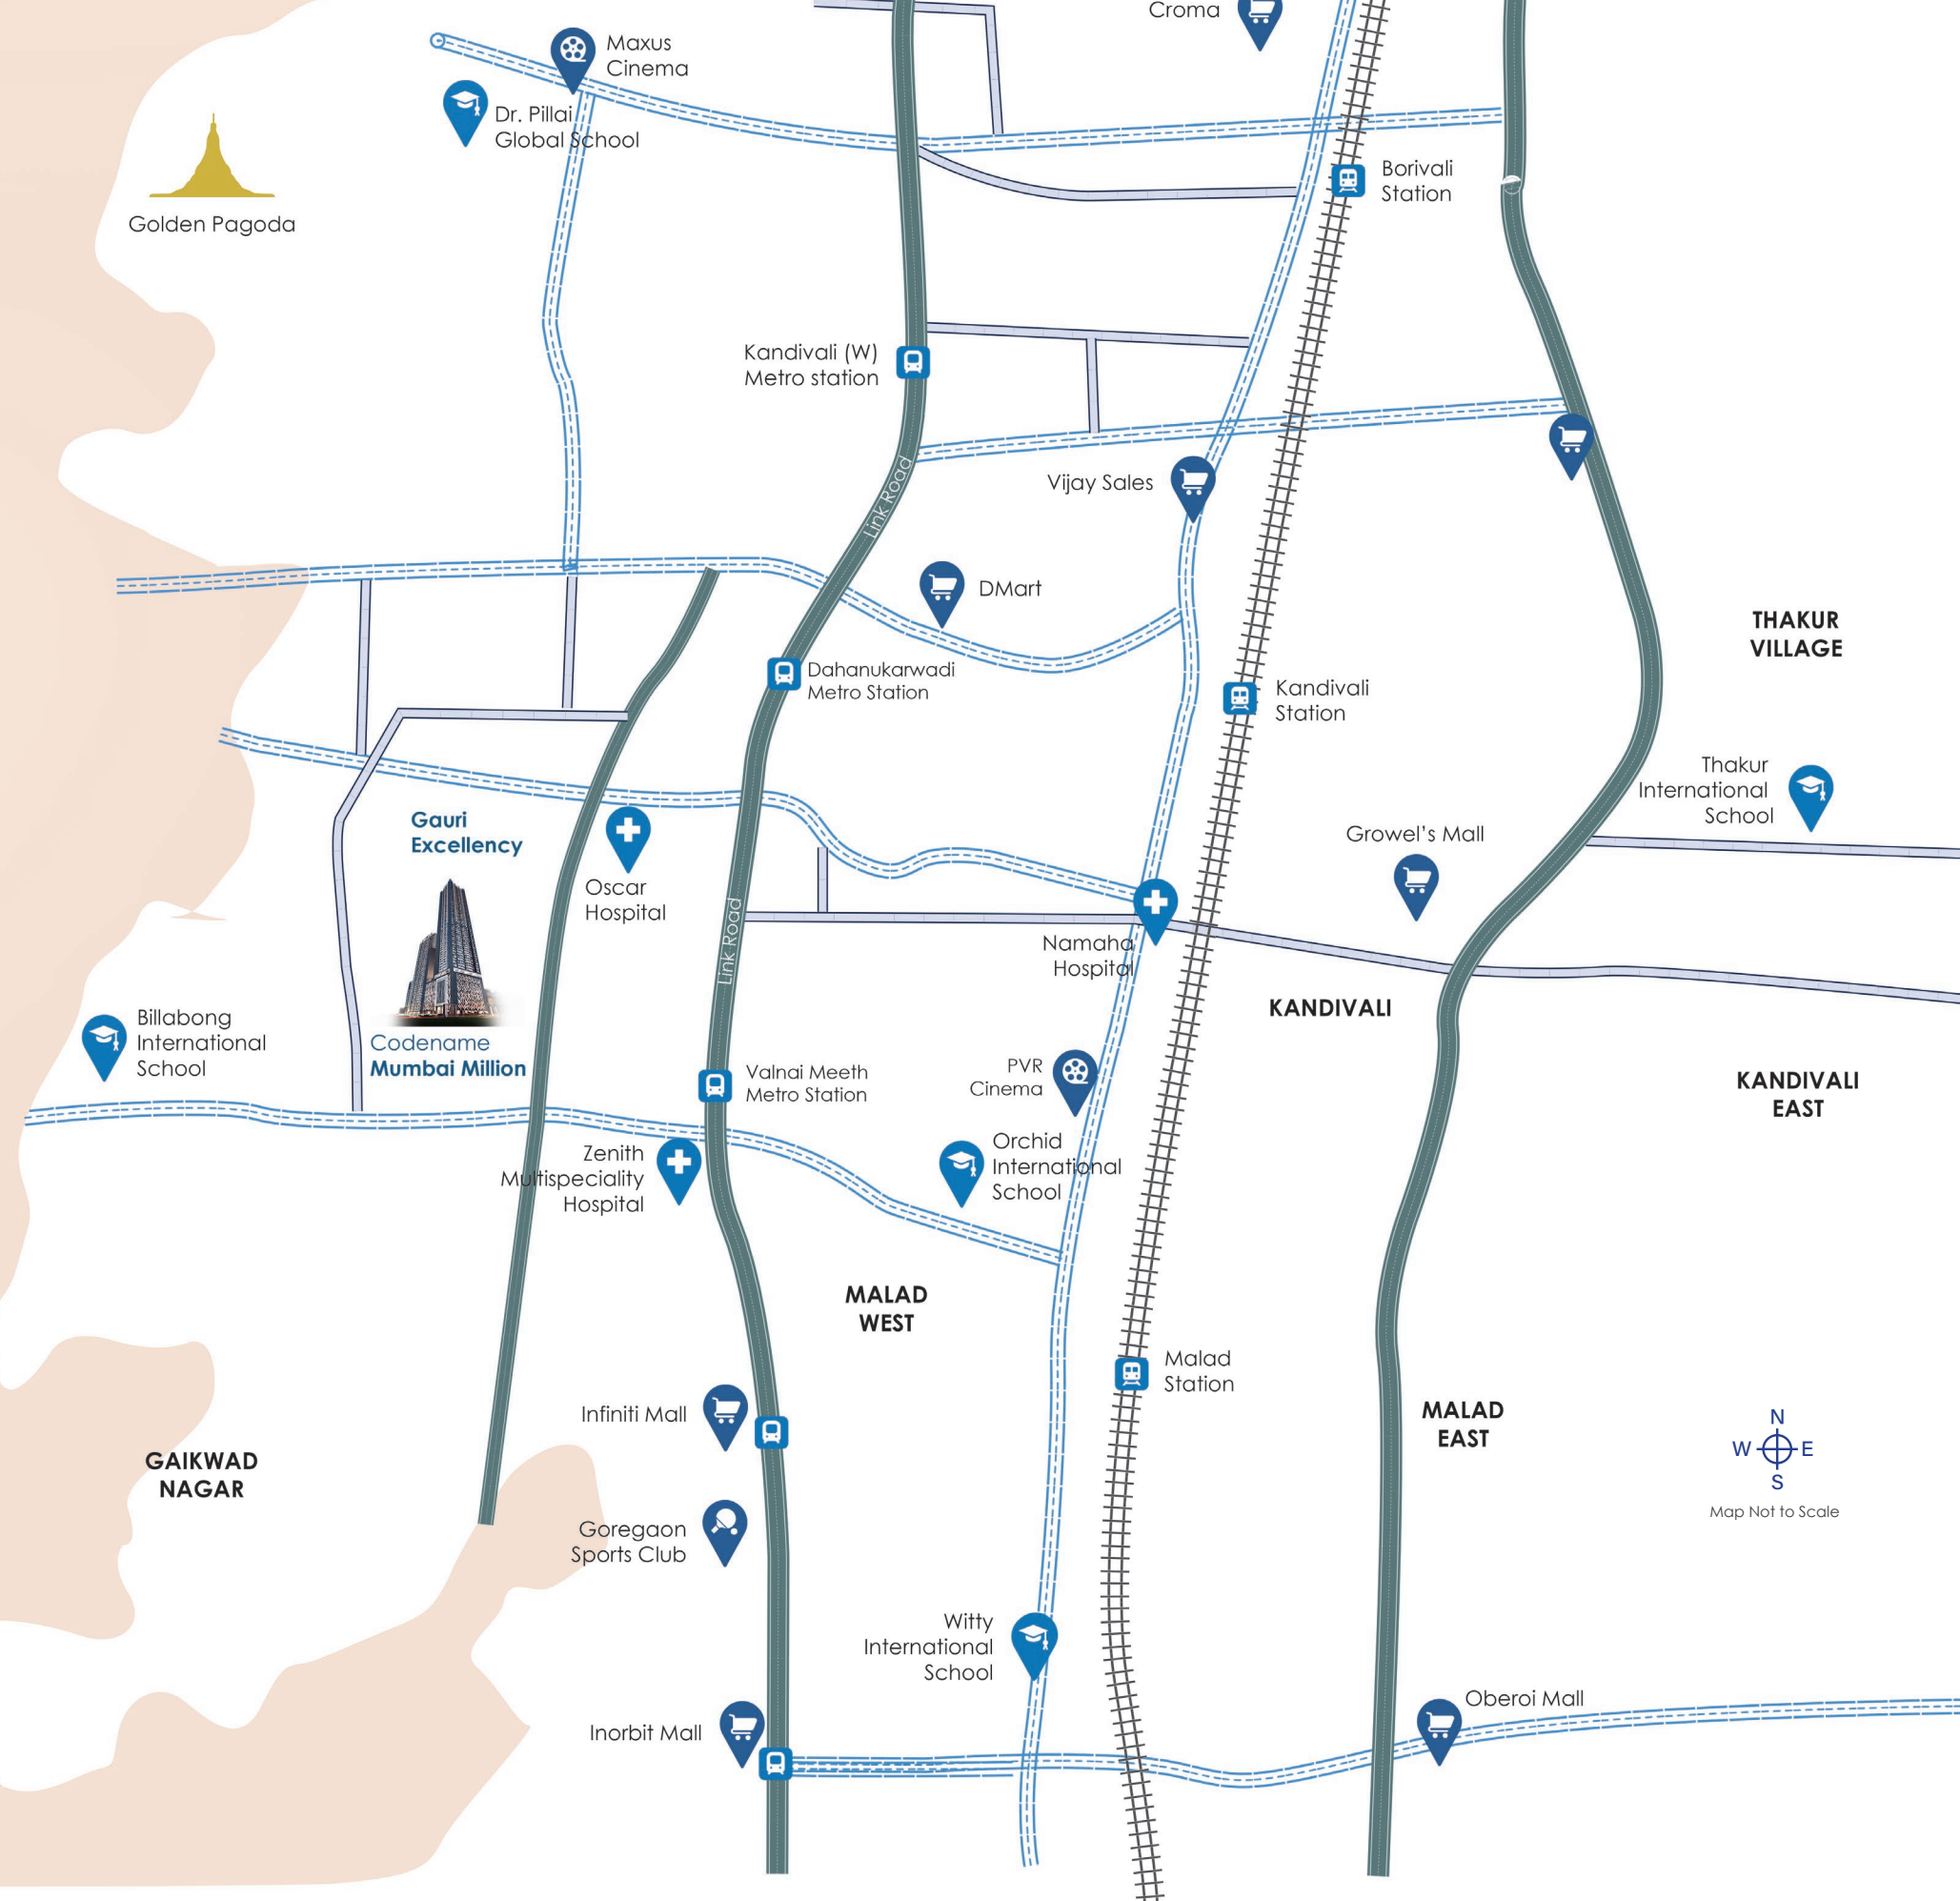 Croma
Maxus
Cinema
Dr. Pillai
Global School
Golden Pagoda
Borivali
Station
Kandivali (W)
Metro station
Link Road
Vijay Sales
DMart
THAKUR
VILLAGE
Dahanukarwadi
Metro Station
Kandivali
Station
Thakur
International
School
Gauri
Excellency
Growel's Mall
Oscar
Hospital
Link Road
Namaha
Hospital
KANDIVALI
Billabong
International
School
Codename
Mumbai Million
Valnai Meeth
Metro Station
PVR
Cinema
KANDIVALI
EAST
Zenith
Multispeciality
Hospital
Orchid
International
School
MALAD
WEST
Malad
Station
Infiniti Mall
MALAD
EAST
GAIKWAD
NAGAR
N
W E
S
Map Not to Scale
Goregaon
Sports Club
Witty
International
School
Oberoi Mall
Inorbit Mall